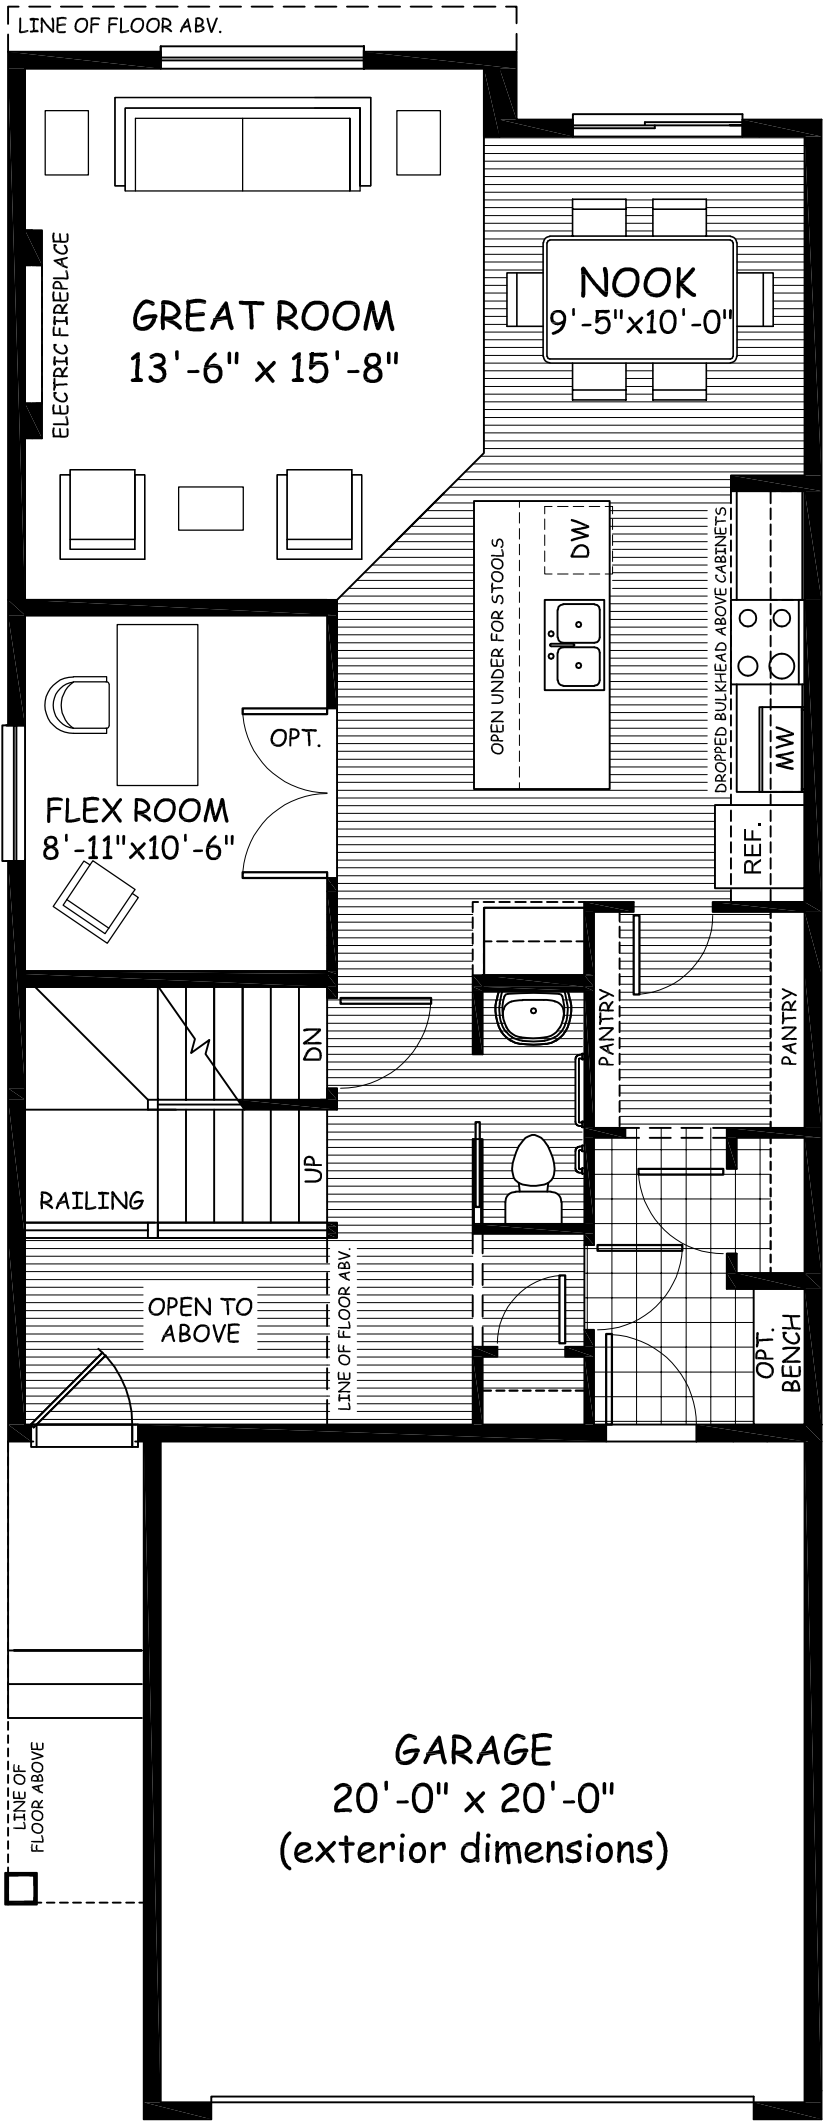 LINE OF FLOOR ABV.
ELECTRIC FIREPLACE
GREAT ROOM
13'-6" x 15'-8"
NOOK
9'-5"x10'-0"
OPEN UNDER FOR STOOLS
DW
DROPPED BULKHEAD ABOVE CABINETS
MW
REF.
OPT.
FLEX ROOM
8'-11"x10'-6"
PANTRY
PANTRY
DN
UP
RAILING
OPEN TO
ABOVE
LINE OF FLOOR ABV.
OPT.
BENCH
LINE OF
FLOOR ABOVE
GARAGE
20'-0" x 20'-0"
(exterior dimensions)